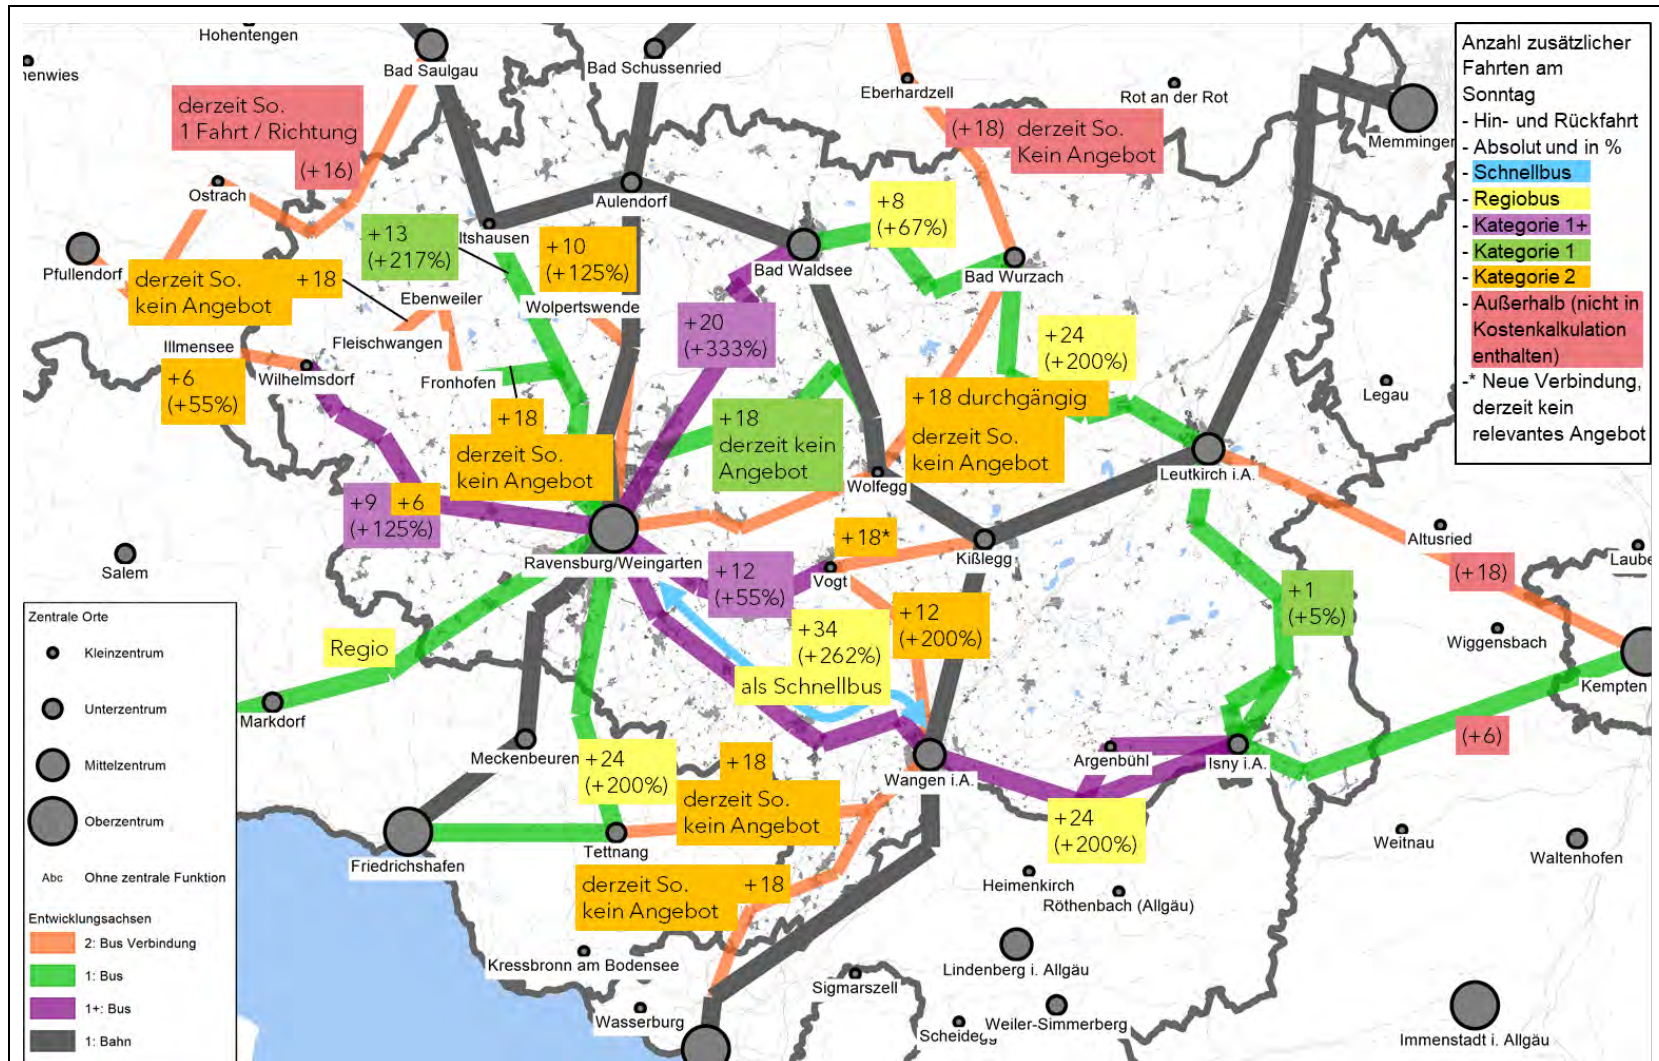 Hohentengen
Bad Saulgau
Bad Schussenried
Eberhardzell
Rot an der Rot
Memmingen
enwies
derzeit So.
1 Fahrt / Richtung
(+16)
(+18) derzeit So.
Kein Angebot
Anzahl zusätzlicher
Fahrten am
Sonntag
- Hin- und Rückfahrt
- Absolut und in %
- Schnellbus
- Regiobus
- Kategorie 1+
- Kategorie 1
- Kategorie 2
- Außerhalb (nicht in
Kostenkalkulation
enthalten)
-* Neue Verbindung,
derzeit kein
relevantes Angebot
Ostrach
Aulendorf
ltshausen
+8
(+67%)
+13
(+217%)
+10
(+125%)
Pfullendorf
Bad Waldsee
Bad Wurzach
derzeit So. +18
kein Angebot
Ebenweiler
Wolpertswende
Fleischwangen
+20
(+333%)
+24
(+200%)
Illmensee
Wilhelmsdorf
Fronhofen
+6
(+55%)
Legau
+18
derzeit So.
kein Angebot
+18
derzeit kein
Angebot
+18 durchgängig
derzeit So.
kein Angebot
Wolfegg
Leutkirch i.A.
+9 +6
(+125%)
+18*
Altusried
Salem
Ravensburg/Weingarten
Vogt
Kißlegg
Laube
+12
(+55%)
(+18)
+1
(+5%)
+12
(+200%)
+34
(+262%)
als Schnellbus
Wiggensbach
Regio
Kempten
Markdorf
Meckenbeuren
Argenbühl
Isny i.A.
(+6)
Wangen i.A.
+24
(+200%)
+18
derzeit So.
kein Angebot
+24
(+200%)
Friedrichshafen
Tettnang
Weitnau
Waltenhofen
derzeit So. +18
kein Angebot
Heimenkirch
Röthenbach (Allgäu)
Kressbronn am Bodensee
Lindenberg i. Allgäu
Sigmarszell
Wasserburg
Scheidegg
Weiler-Simmerberg
Immenstadt i. Allgäu
Zentrale Orte
Kleinzentrum
Unterzentrum
Mittelzentrum
Oberzentrum
Abc Ohne zentrale Funktion
Entwicklungsachsen
2: Bus Verbindung
1: Bus
1+: Bus
1: Bahn